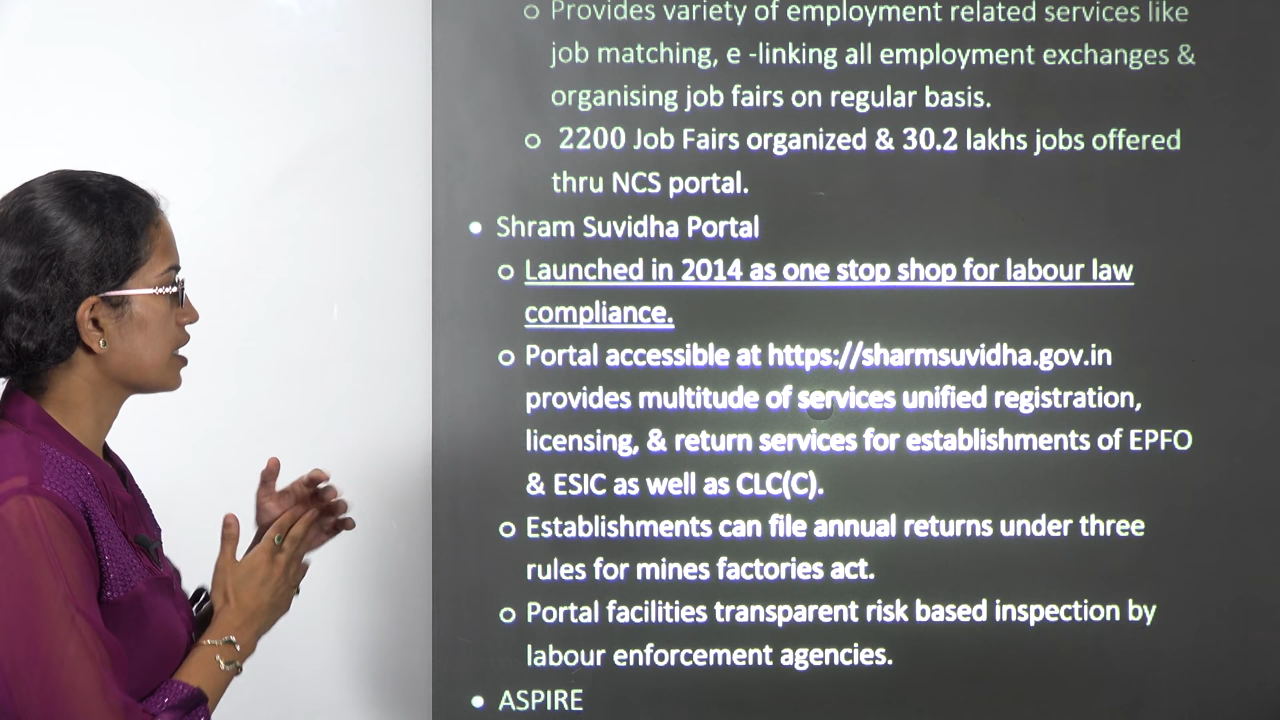 o Provides variety of employment related services like
job matching, e -linking all employment exchanges &
organising job fairs on regular basis.
o 2200 Job Fairs organized & 30.2 lakhs jobs offered
thru NCS portal.
• Shram Suvidha Portal
o Launched in 2014 as one stop shop for labour law
compliance.
o Portal accessible at https://sharmsuvidha.gov.in
provides multitude of services unified registration,
licensing, & return services for establishments of EPFO
& ESIC as well as CLC(C).
o Establishments can file annual returns under three
rules for mines factories act.
o Portal facilities transparent risk based inspection by
labour enforcement agencies.
• ASPIRE